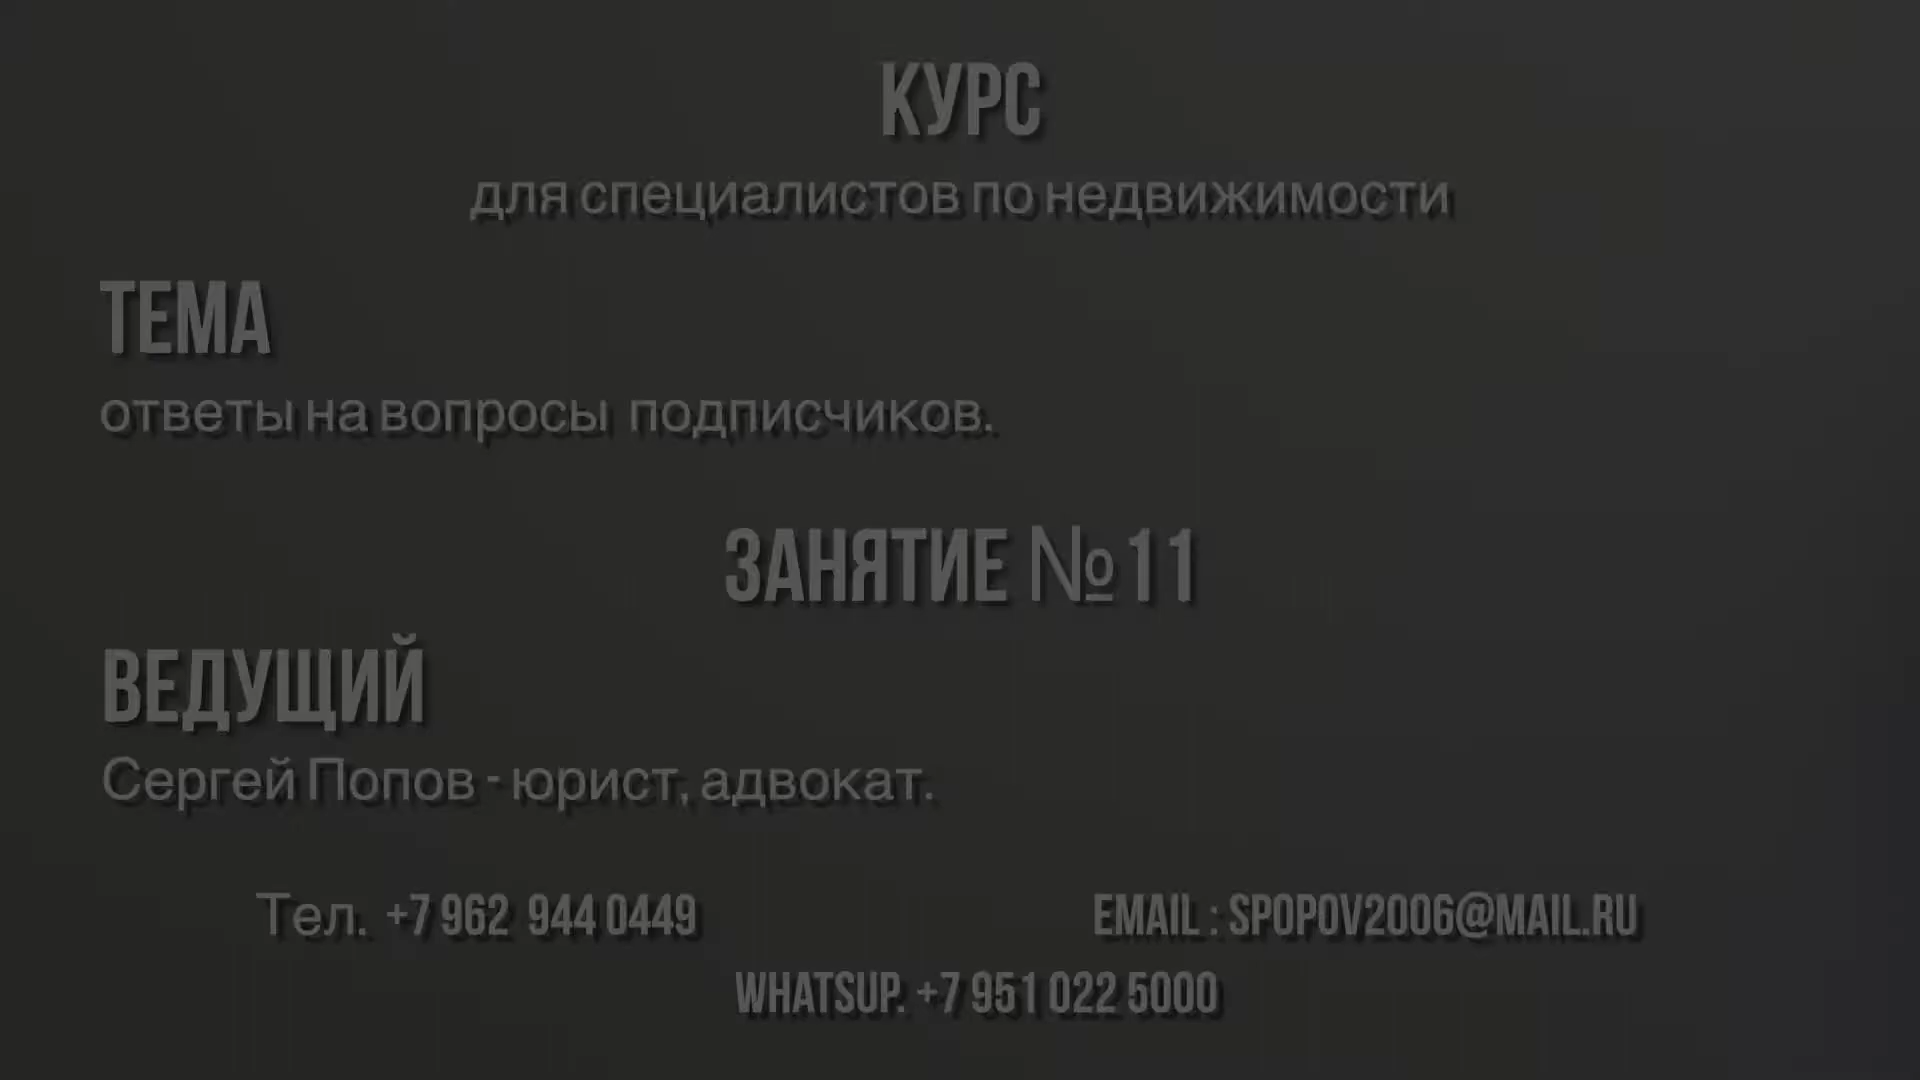 КУРС
для специалистов по недвижимости
ТЕМА
ответы на вопросы подписчиков.
ЗАНЯТИЕ №11
ВЕДУЩИЙ
Сергей Попов - юрист, адвокат.
Тел. +7 962 944 0449
EMAIL : SPOPOV2006@MAIL.RU
WHATSUP. +7 951 022 5000